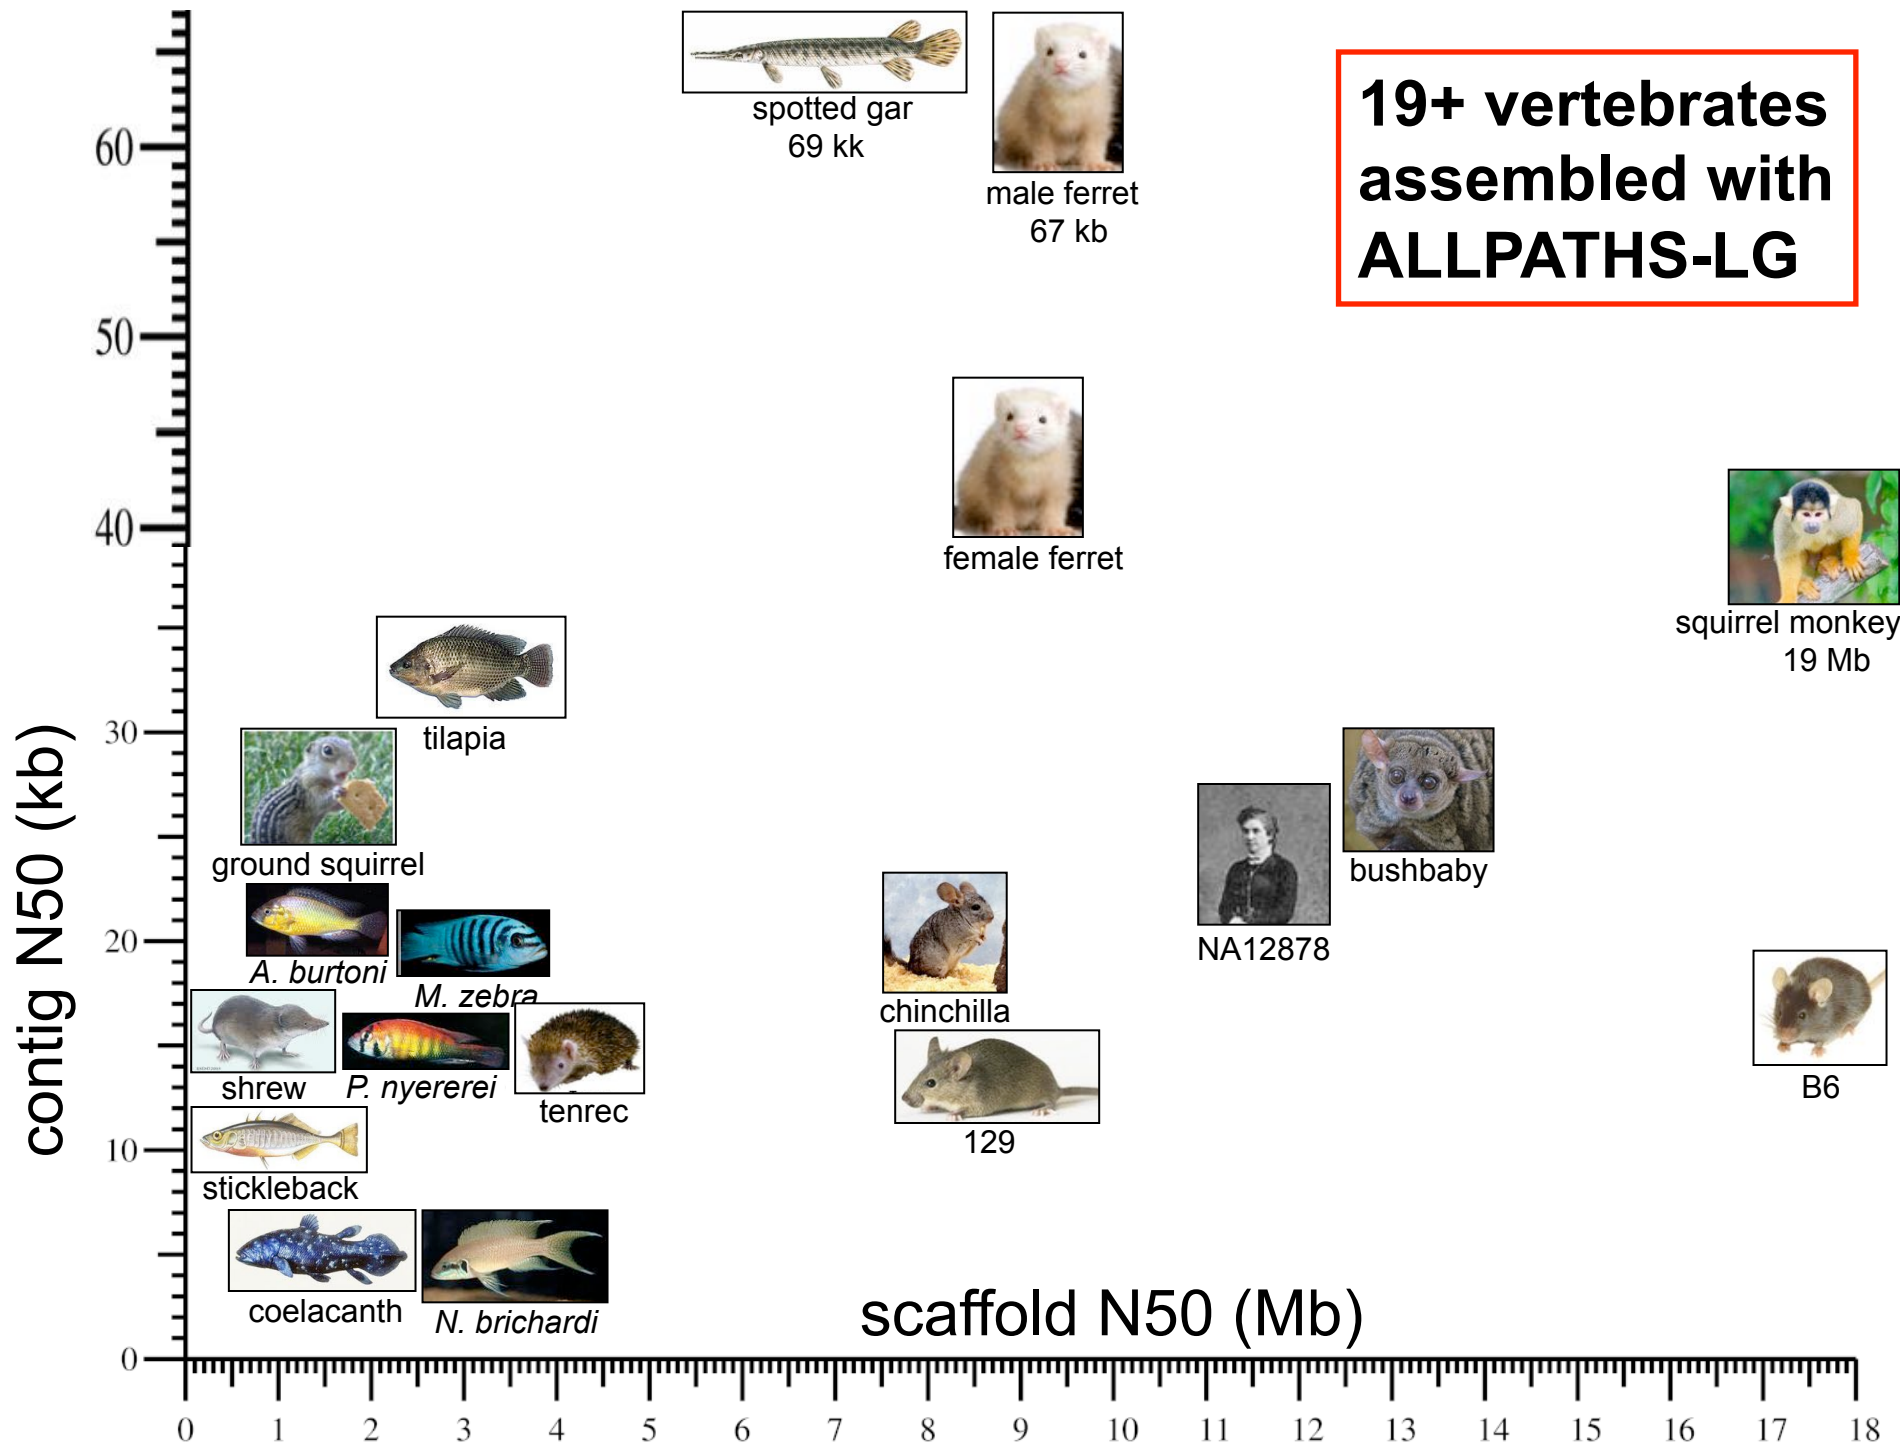 spotted gar
69 kk
male ferret
67 kb
19+ vertebrates
assembled with
ALLPATHS-LG
60
50
40
30
20
10
0
contig N50 (kb)
female ferret
squirrel monkey
19 Mb
tilapia
ground squirrel
bushbaby
NA12878
A. burtoni
M. zebra
chinchilla
shrew
P. nyererei
tenrec
129
B6
stickleback
coelacanth
N. brichardi
scaffold N50 (Mb)
0 1 2 3 4 5 6 7 8 9 10 11 12 13 14 15 16 17 18